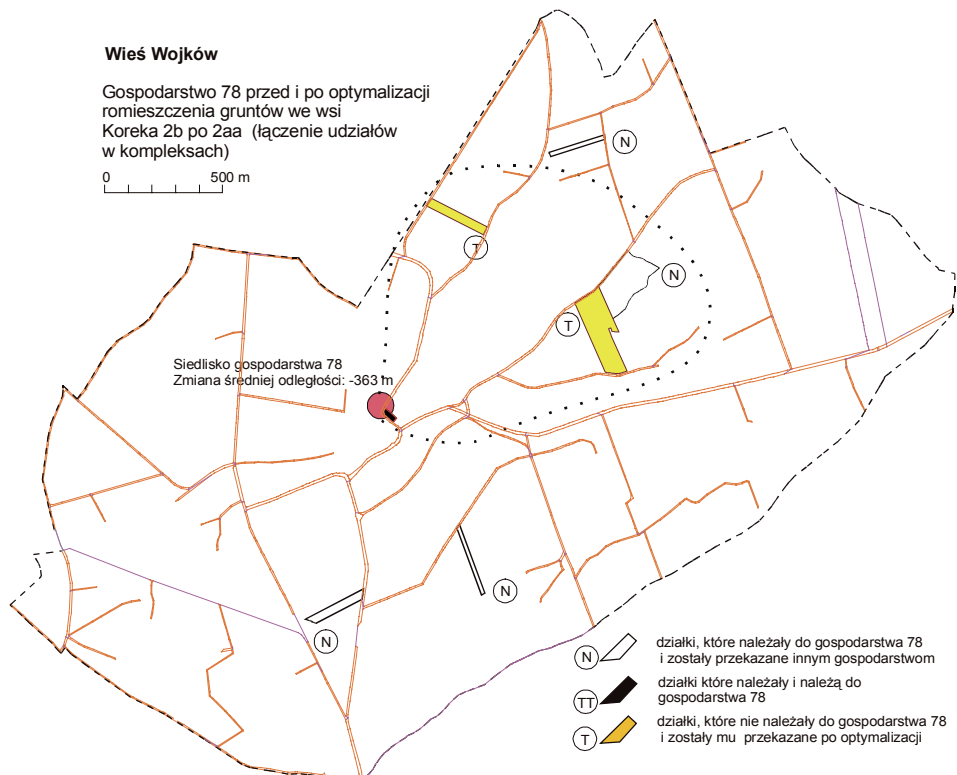 Wieś Wojków
Gospodarstwo 78 przed i po optymalizacji
romieszczenia gruntów we wsi
Koreka 2b po 2aa (łączenie udziałów
w kompleksach)
0 500 m
N
T
N
T
Siedlisko gospodarstwa 78
Zmiana średniej odległości: -363 m
N
N
N działki, które należały do gospodarstwa 78
i zostały przekazane innym gospodarstwom
TT działki które należały i należą do
gospodarstwa 78
T działki, które nie należały do gospodarstwa 78
i zostały mu przekazane po optymalizacji